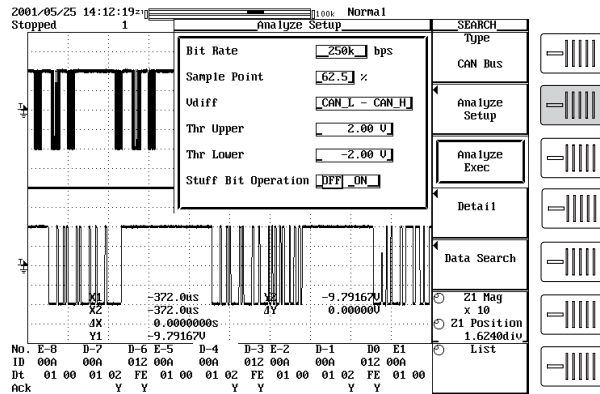 2001/05/25 14:12:19 100k Normal
Stopped 1 Analyze Setup SEARCH
Type
CAN Bus
Bit Rate 250k bps
Sample Point 62.5 %
Vdiff CAN_L - CAN_H
Thr Upper 2.00 V
Thr Lower -2.00 V
Stuff Bit Operation OFF ON
Analyze
Setup
Analyze
Exec
Detail
Data Search
Z1 Mag
x 10
Z1 Position
1.6240div
List
X1 -372.0us Y2 -9.79167V
X2 -372.0us ΔY 0.00000V
ΔX 0.0000000s
Y1 -9.79167V
No. E-8 D-7 D-6 E-5 D-4 D-3 E-2 D-1 D0 E1
ID 00A 00A 012 00A 00A 012 00A 00A 012 00A
Dt 01 00 01 02 FE 01 00 01 02 FE 01 00 01 02 FE 01 00
Ack Y Y Y Y Y Y